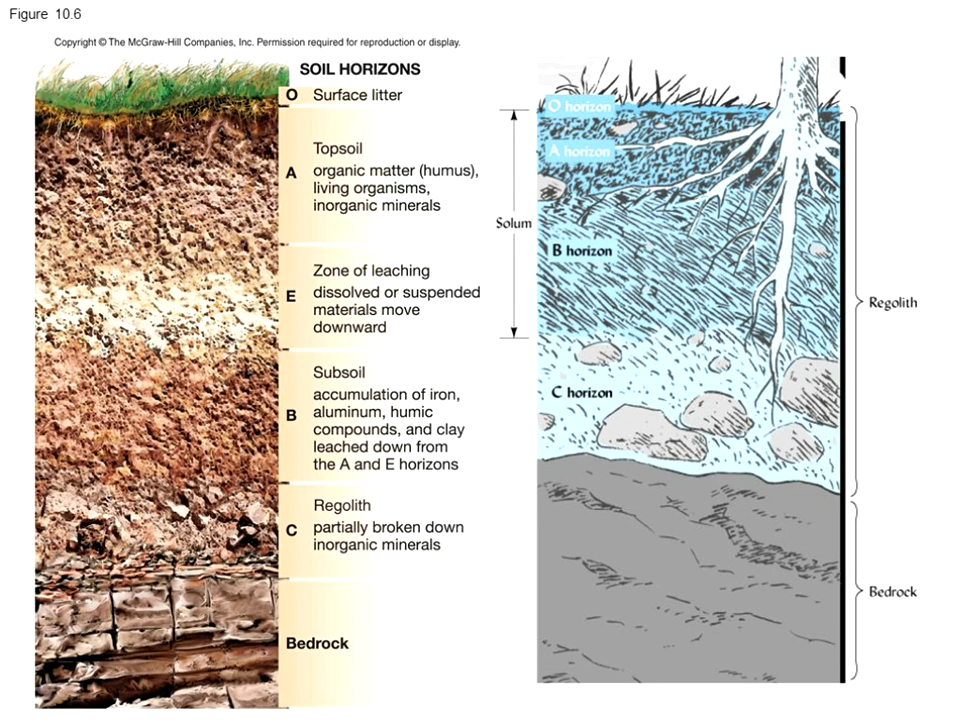 Figure 10.6
Copyright © The McGraw-Hill Companies, Inc. Permission required for reproduction or display.
SOIL HORIZONS
O Surface litter
Topsoil
A organic matter (humus),
living organisms,
inorganic minerals
Zone of leaching
E dissolved or suspended
materials move
downward
Subsoil
accumulation of iron,
aluminum, humic
B compounds, and clay
leached down from
the A and E horizons
Regolith
C partially broken down
inorganic minerals
Bedrock
O horizon
A horizon
Solum
B horizon
Regolith
C horizon
Bedrock